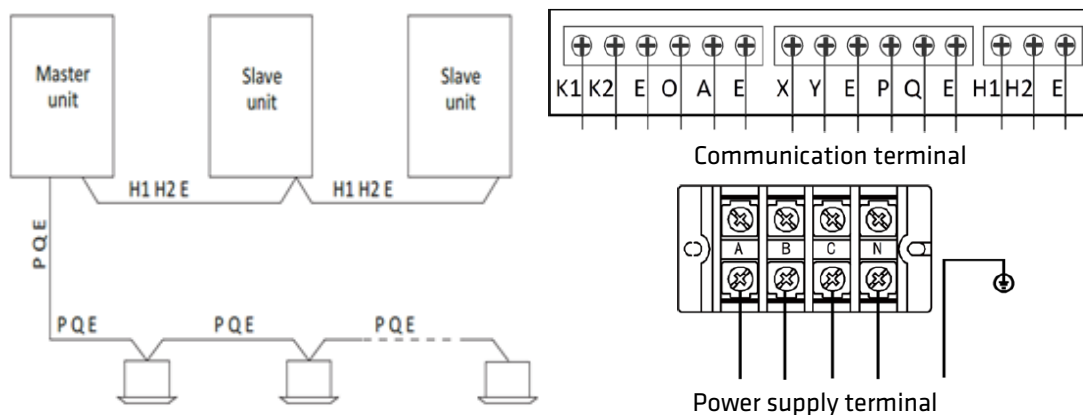 Master
unit
Slave
unit
Slave
unit
H1 H2 E
H1 H2 E
P Q E
P Q E
P Q E
P Q E
K1 K2 E O A E X Y E P Q E H1 H2 E
Communication terminal
A B C N
Power supply terminal